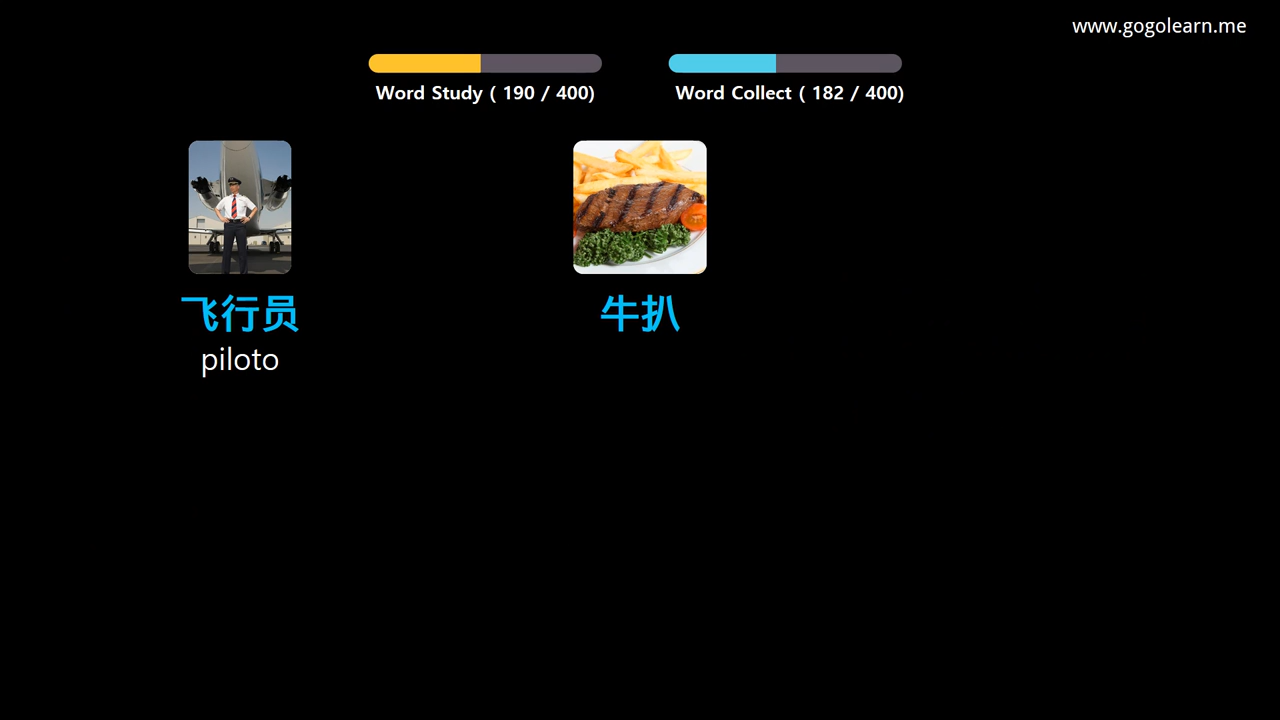 www.gogolearn.me
Word Study ( 190 / 400)
Word Collect ( 182 / 400)
飞行员
piloto
牛扒